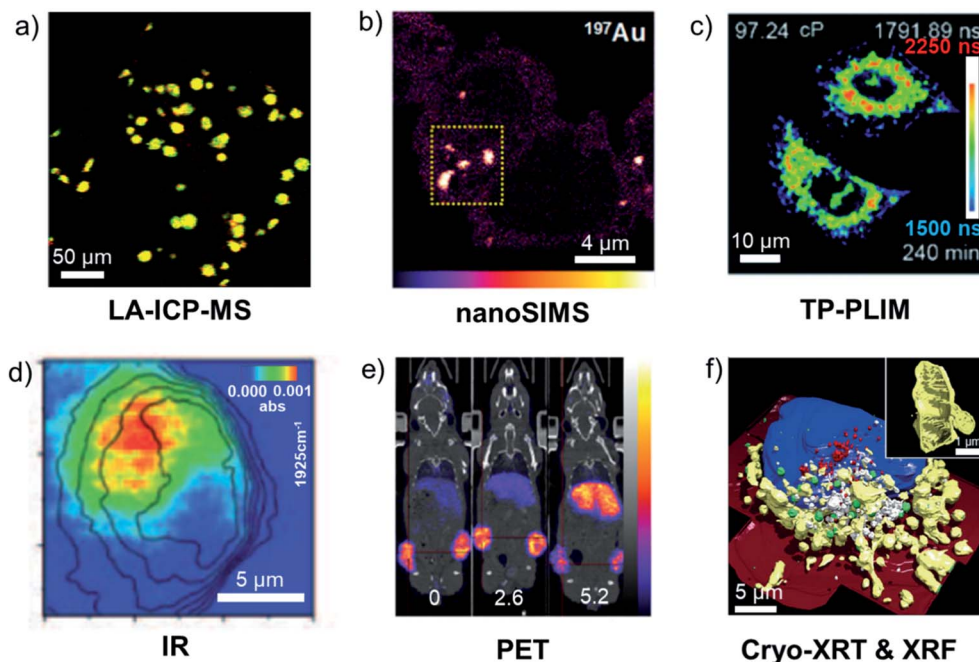 a)
50 µm
LA-ICP-MS
b)
¹⁹⁷Au
4 µm
nanoSIMS
c)
97.24 cP 1791.89 ns
2250 ns
1500 ns
240 min
10 µm
TP-PLIM
d)
0.000 0.001
abs
1925cm⁻¹
5 µm
IR
e)
0 2.6 5.2
PET
f)
1 µm
5 µm
Cryo-XRT & XRF